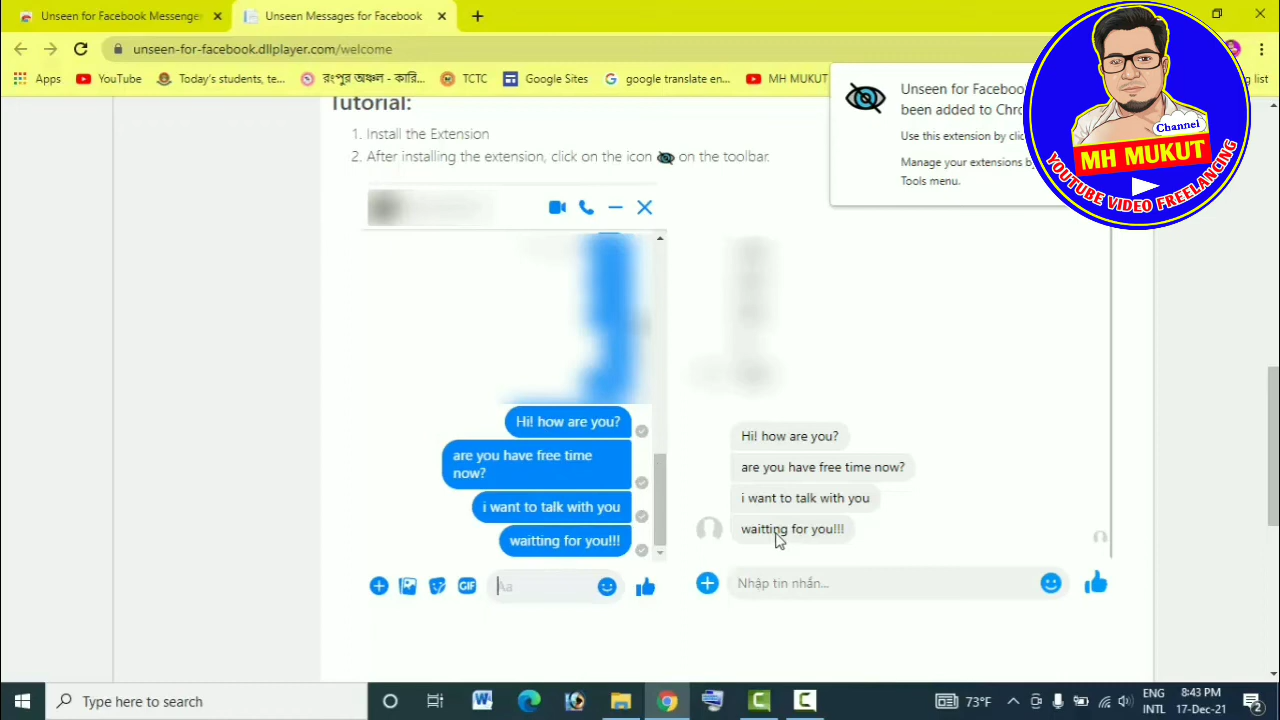 Unseen for Facebook Messenge
Unseen Messages for Facebook
unseen-for-facebook.dllplayer.com/welcome
Apps
YouTube
Today's students, te...
রংপুর অঞ্চল - কারি...
TCTC
Google Sites
google translate en...
MH MUKUT
ng list
Tutorial:
1. Install the Extension
2. After installing the extension, click on the icon on the toolbar.
Unseen for Faceboo
been added to Chro
Use this extension by clic
Manage your extensions by
Tools menu.
Channel
MH MUKUT
YOUTUBE VIDEO FREELANCING
Hi! how are you?
are you have free time
now?
i want to talk with you
waitting for you!!!
GIF
Aa
Hi! how are you?
are you have free time now?
i want to talk with you
waitting for you!!!
Nhập tin nhắn...
Type here to search
73°F
ENG
INTL
8:43 PM
17-Dec-21
2